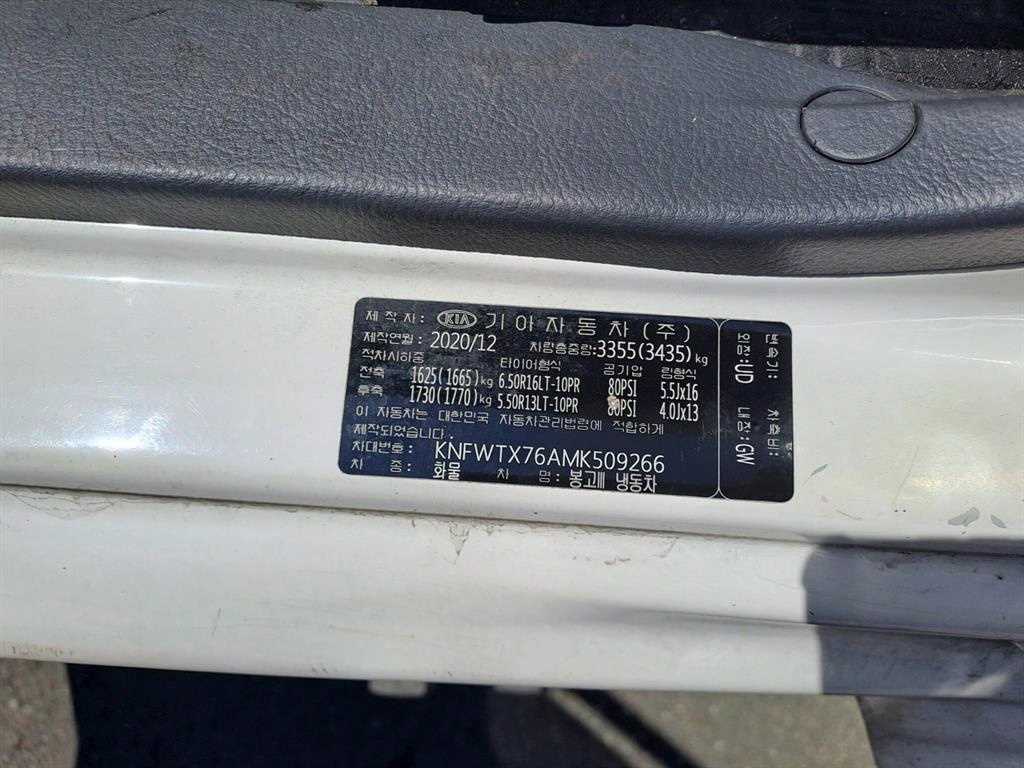 제 작 자: KIA 기아자동차(주)
제작연월: 2020/12 차량총중량: 3355(3435)kg
적차시하중 타이어형식 공기압 림형식
전축 1625(1665)kg 6.50R16LT-10PR 80PSI 5.5Jx16
후축 1730(1770)kg 5.50R13LT-10PR 80PSI 4.0Jx13
이 자동차는 대한민국 자동차관리법령에 적합하게
제작되었습니다.
차대번호: KNFWTX76AMK509266
차 종: 화물 차 명: 봉고Ⅲ 냉동차
변속기: 차축비:
외장:UD 내장:GW